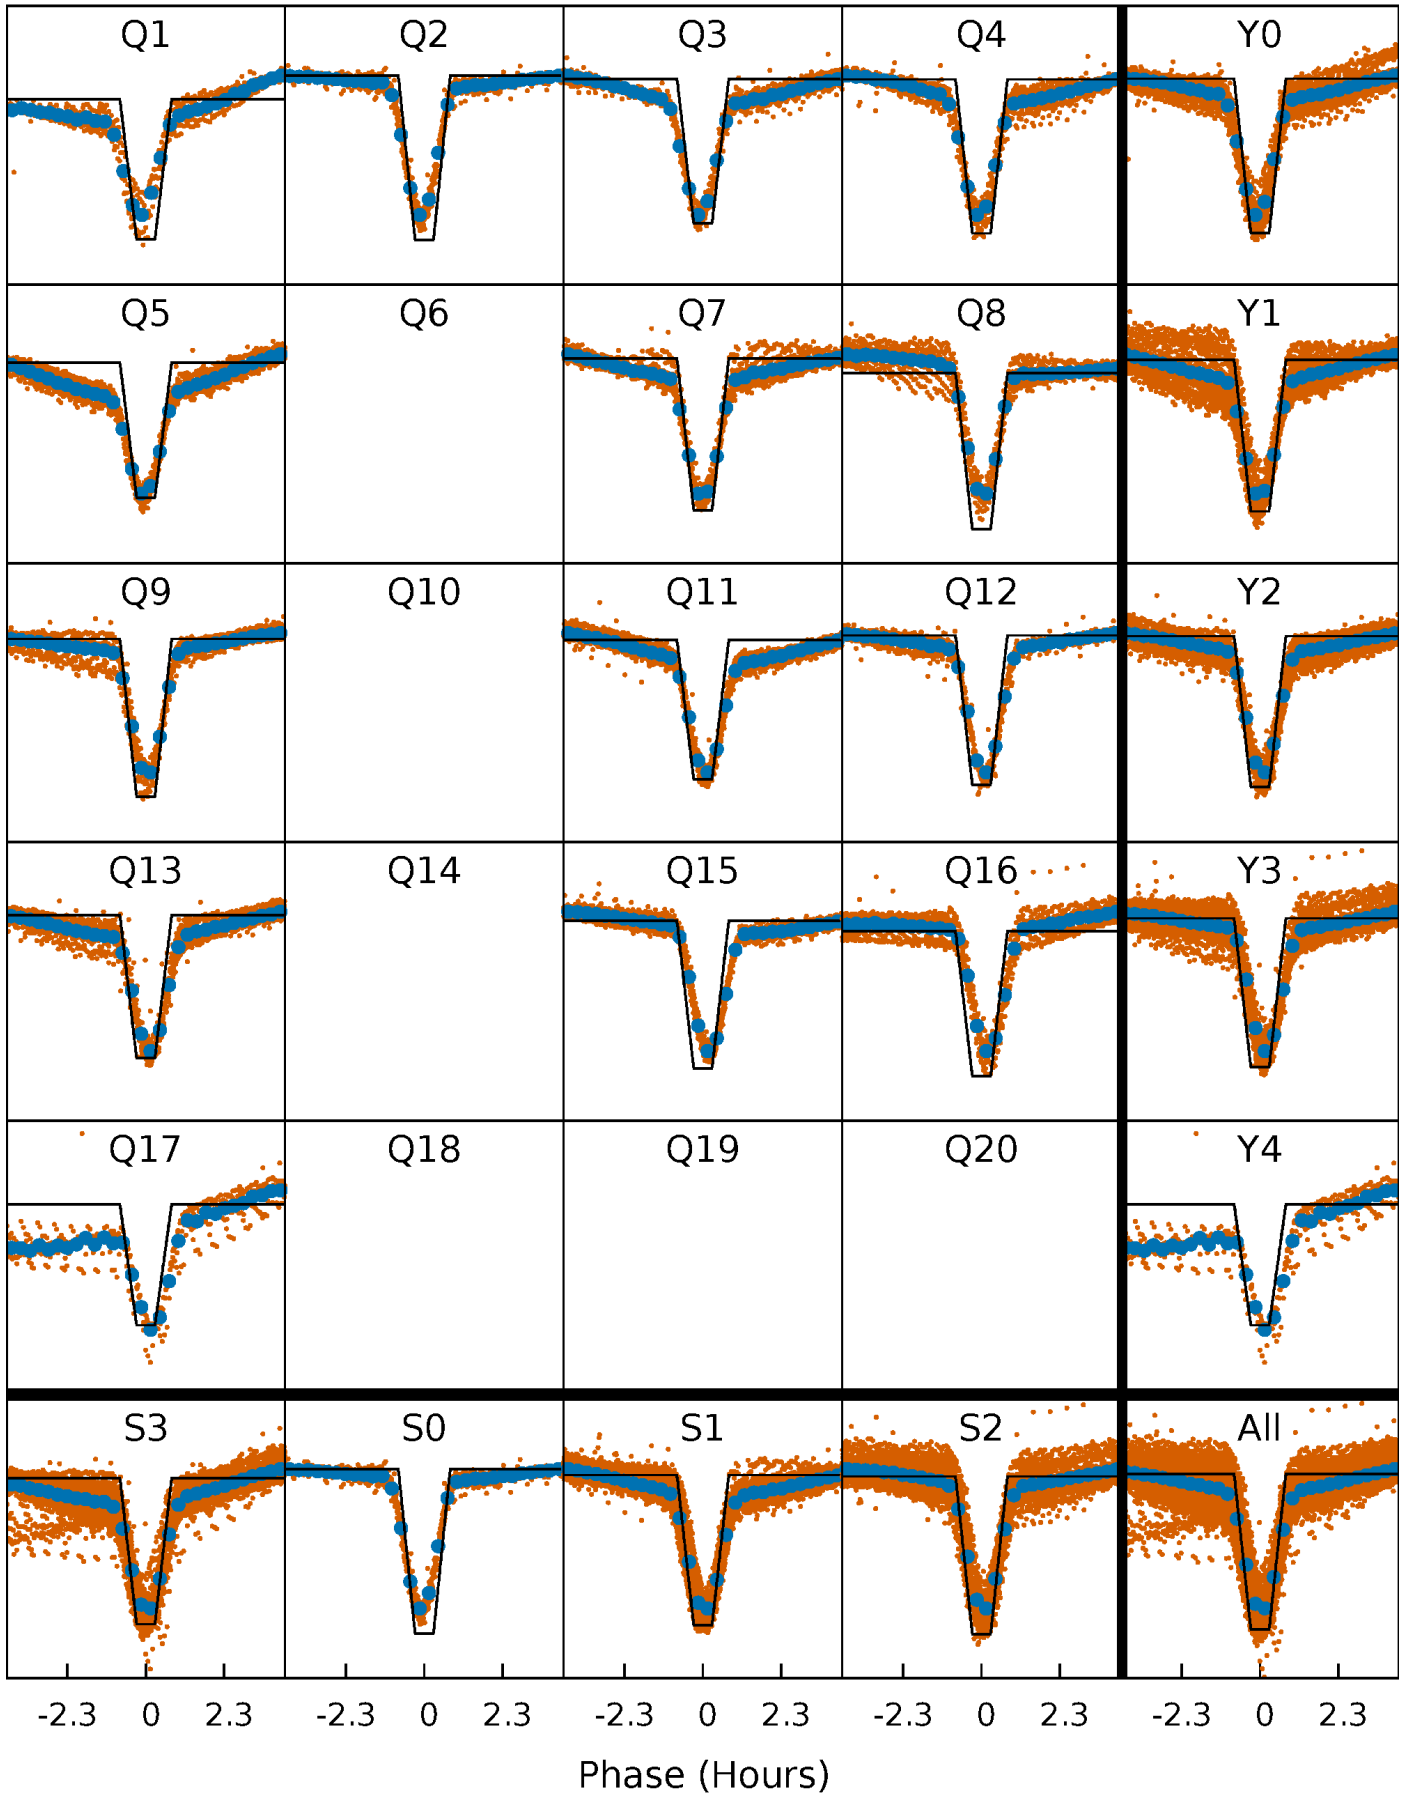 Q1 Q2 Q3 Q4 Y0
Q5 Q6 Q7 Q8 Y1
Q9 Q10 Q11 Q12 Y2
Q13 Q14 Q15 Q16 Y3
Q17 Q18 Q19 Q20 Y4
S3 S0 S1 S2 All
-2.3 0 2.3 -2.3 0 2.3 -2.3 0 2.3 -2.3 0 2.3 -2.3 0 2.3
Phase (Hours)